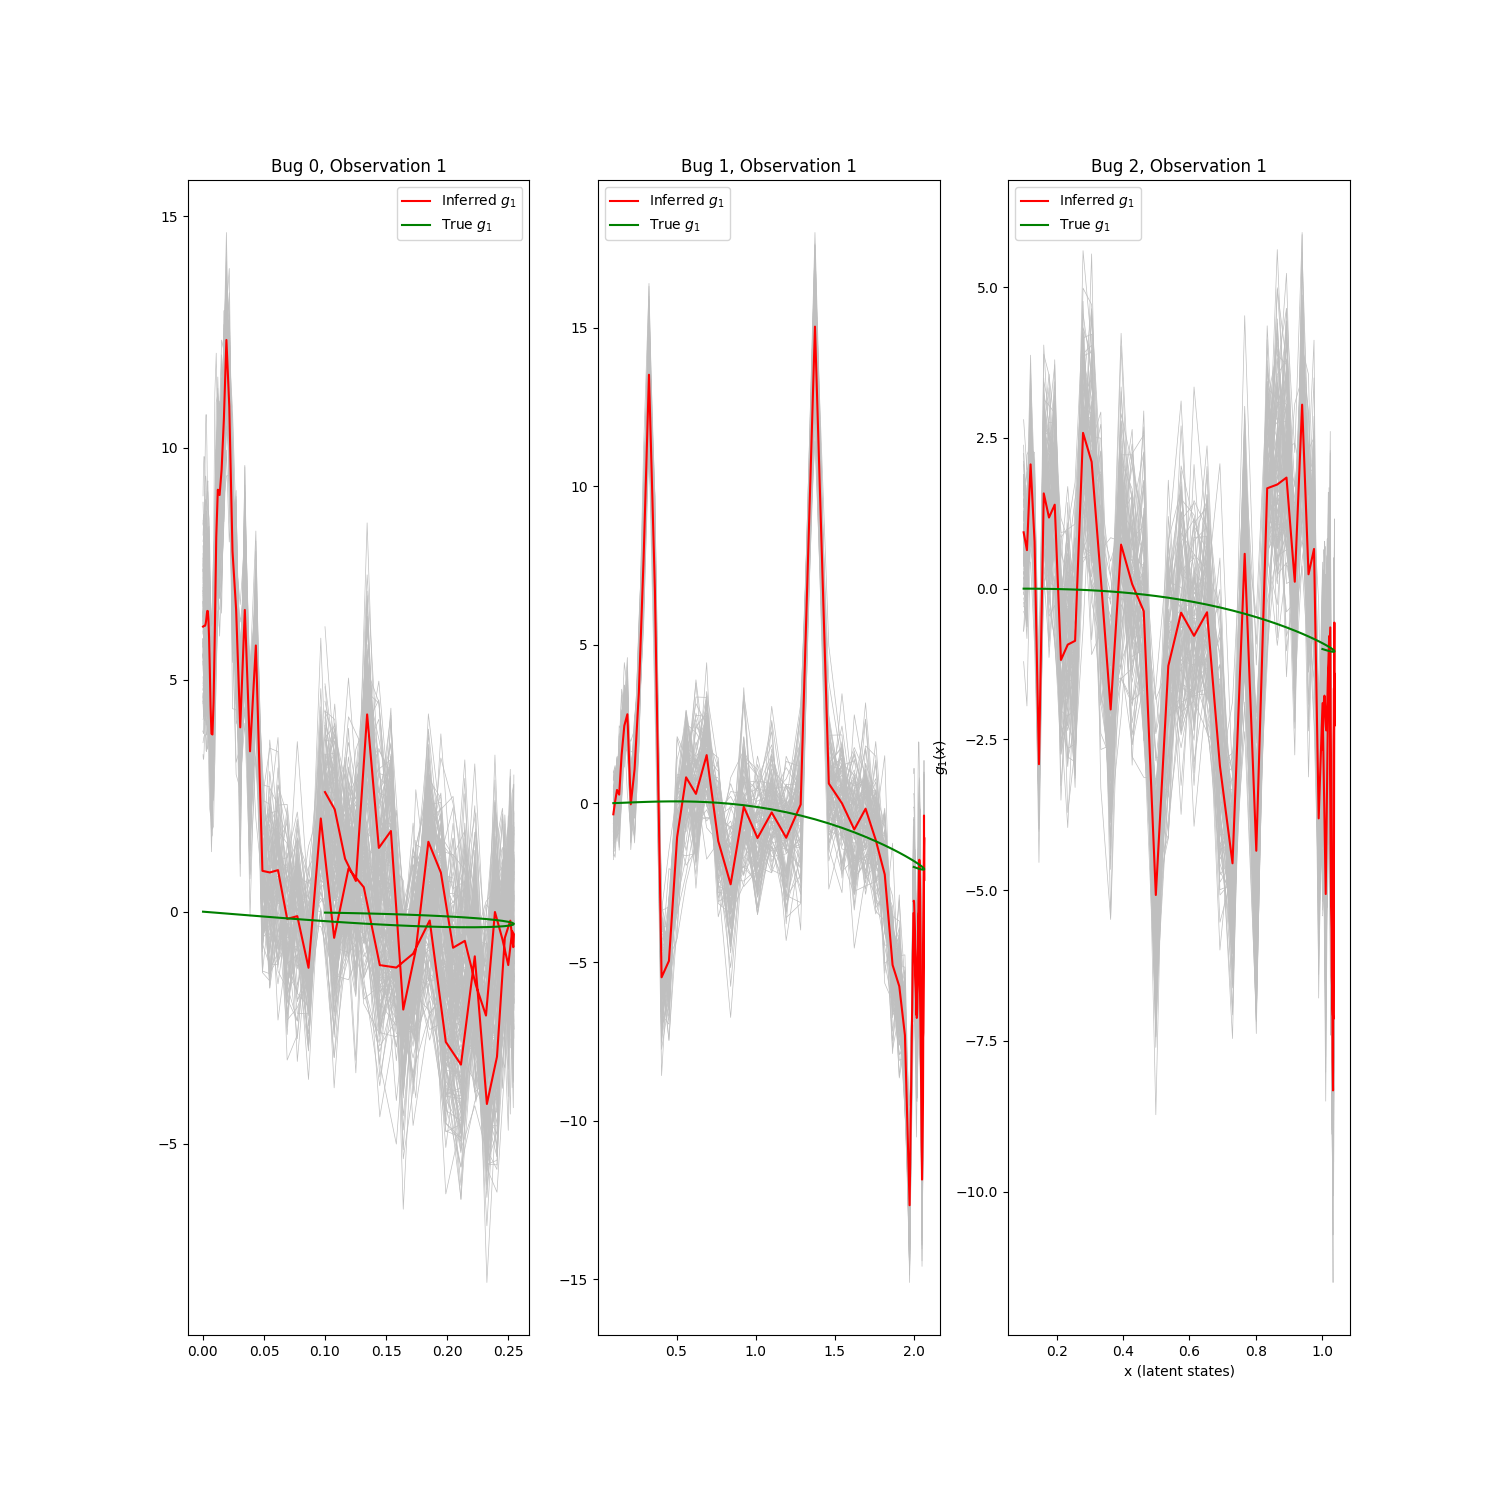 Bug 0, Observation 1
Inferred g₁
True g₁
15
10
5
0
−5
0.00 0.05 0.10 0.15 0.20 0.25
Bug 1, Observation 1
Inferred g₁
True g₁
15
10
5
0
−5
−10
−15
0.5 1.0 1.5 2.0
Bug 2, Observation 1
Inferred g₁
True g₁
g₁(x)
5.0
2.5
0.0
−2.5
−5.0
−7.5
−10.0
0.2 0.4 0.6 0.8 1.0
x (latent states)